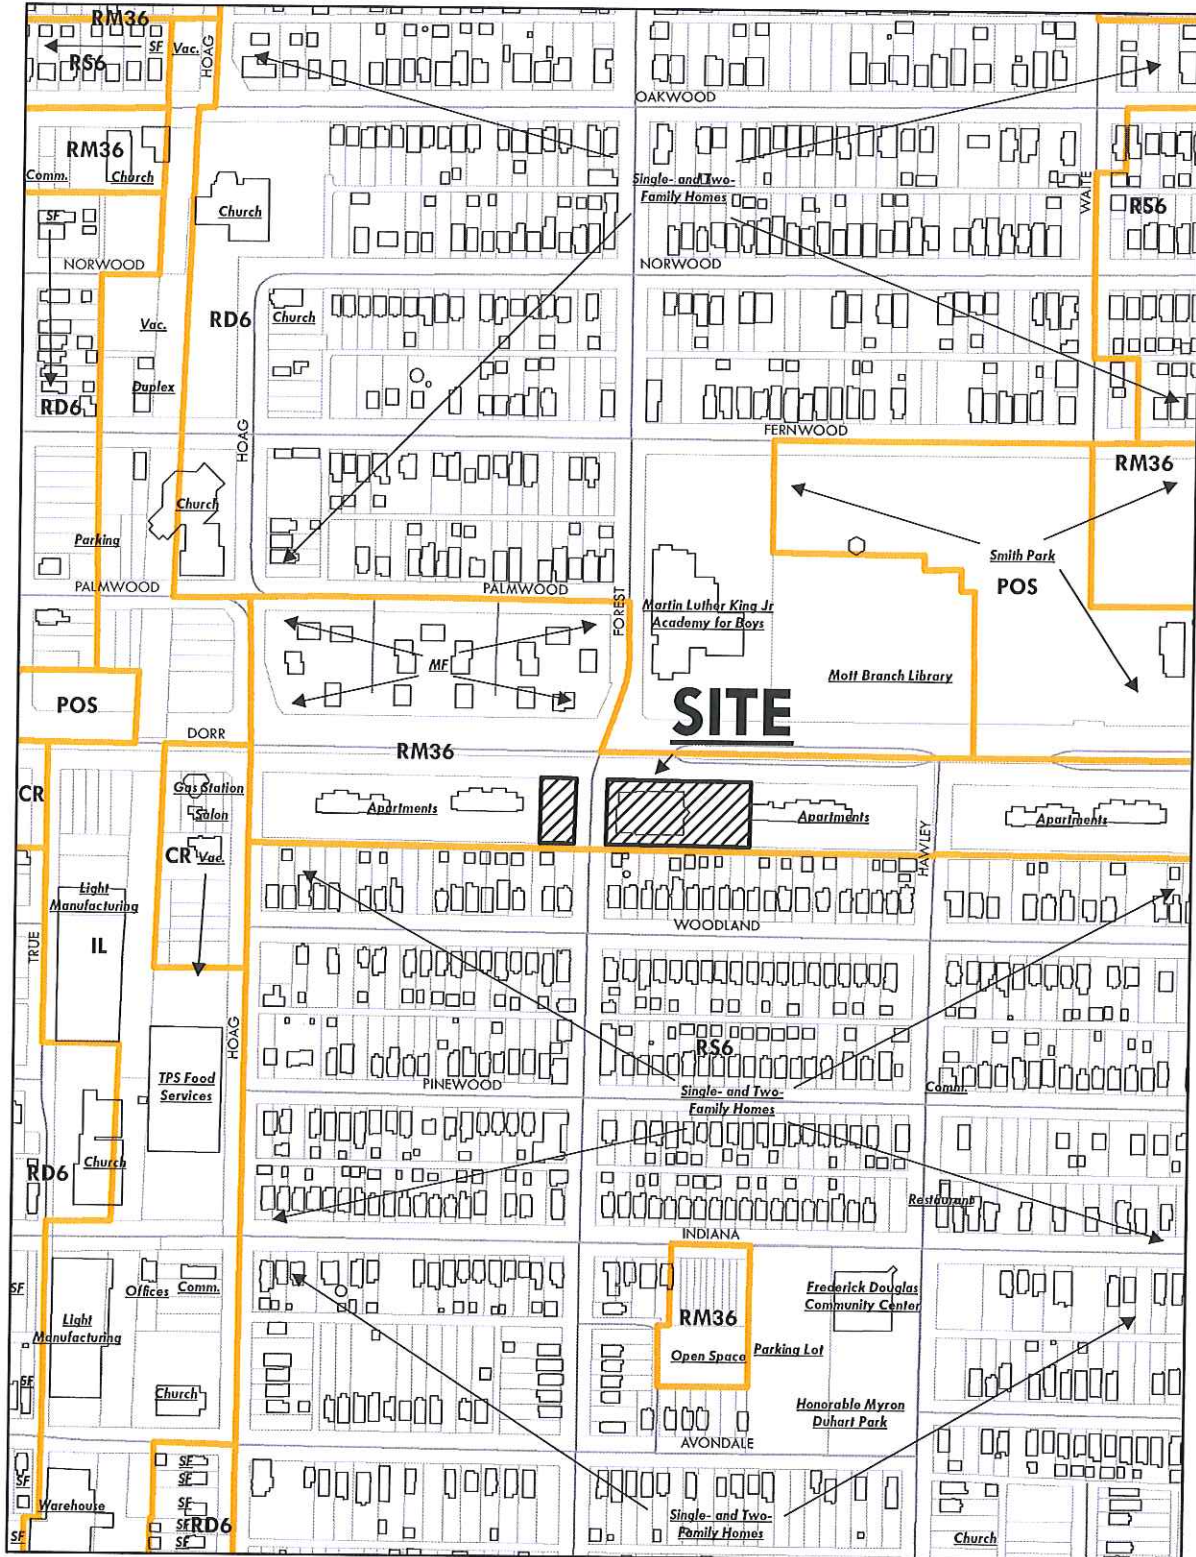 RM36
SF
Vac.
HOAG
RS6
OAKWOOD
RM36
Comm.
Church
Single- and Two-
Family Homes
WAITE
RS6
SF
Church
NORWOOD
NORWOOD
Vac.
RD6
Church
Duplex
RD6
HOAG
FERNWOOD
RM36
Church
Parking
Smith Park
POS
PALMWOOD
PALMWOOD
FOREST
Martin Luther King Jr
Academy for Boys
MF
Mott Branch Library
POS
SITE
DORR
RM36
CR
Gas Station
Salon
Apartments
Apartments
Apartments
CR
Vac.
HAWLEY
Light
Manufacturing
WOODLAND
TRUE
IL
HOAG
RS6
TPS Food
Services
PINEWOOD
Single- and Two-
Family Homes
Comm.
RD6
Church
Restaurant
INDIANA
SF
Offices
Comm.
Frederick Douglas
Community Center
Light
Manufacturing
RM36
Open Space
Parking Lot
SF
Church
Honorable Myron
Duhart Park
AVONDALE
SF
SF
SF
Warehouse
SF
SF
RD6
SF
SF
Single- and Two-
Family Homes
Church